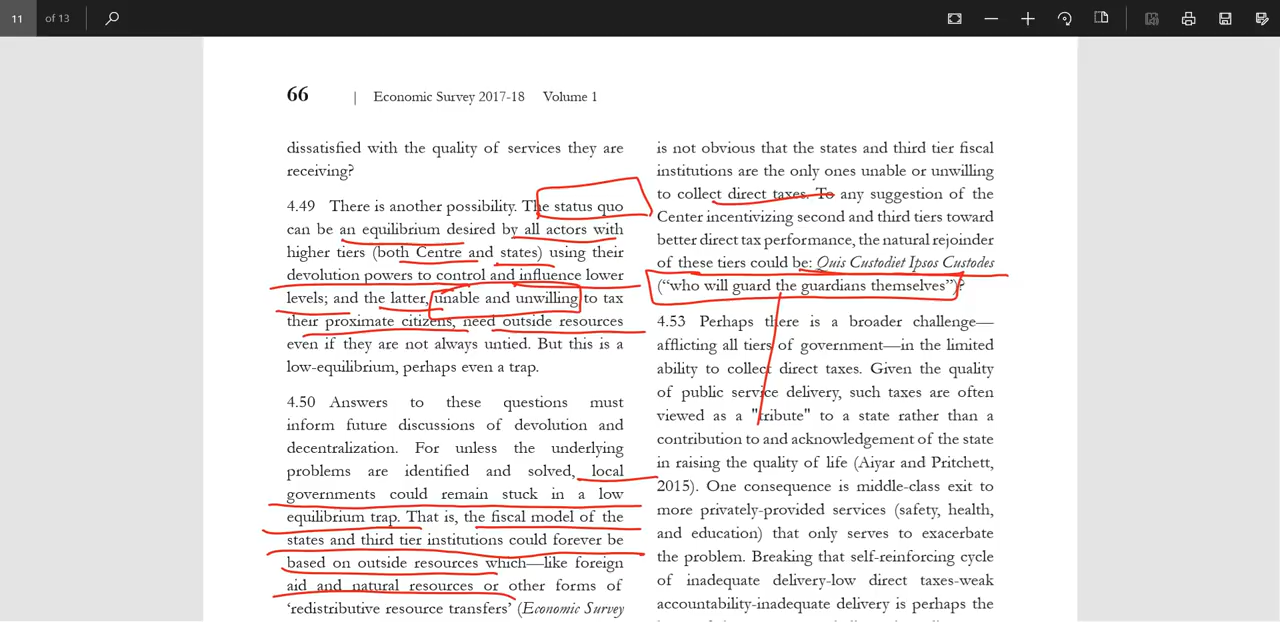 11 of 13
66 | Economic Survey 2017-18 Volume 1
dissatisfied with the quality of services they are
receiving?
4.49 There is another possibility. The status quo
can be an equilibrium desired by all actors with
higher tiers (both Centre and states) using their
devolution powers to control and influence lower
levels; and the latter, unable and unwilling to tax
their proximate citizens, need outside resources
even if they are not always untied. But this is a
low-equilibrium, perhaps even a trap.
4.50 Answers to these questions must
inform future discussions of devolution and
decentralization. For unless the underlying
problems are identified and solved, local
governments could remain stuck in a low
equilibrium trap. That is, the fiscal model of the
states and third tier institutions could forever be
based on outside resources which—like foreign
aid and natural resources or other forms of
‘redistributive resource transfers’ (Economic Survey
is not obvious that the states and third tier fiscal
institutions are the only ones unable or unwilling
to collect direct taxes. To any suggestion of the
Center incentivizing second and third tiers toward
better direct tax performance, the natural rejoinder
of these tiers could be: Quis Custodiet Ipsos Custodes
(“who will guard the guardians themselves”)?
4.53 Perhaps there is a broader challenge—
afflicting all tiers of government—in the limited
ability to collect direct taxes. Given the quality
of public service delivery, such taxes are often
viewed as a "tribute" to a state rather than a
contribution to and acknowledgement of the state
in raising the quality of life (Aiyar and Pritchett,
2015). One consequence is middle-class exit to
more privately-provided services (safety, health,
and education) that only serves to exacerbate
the problem. Breaking that self-reinforcing cycle
of inadequate delivery-low direct taxes-weak
accountability-inadequate delivery is perhaps the